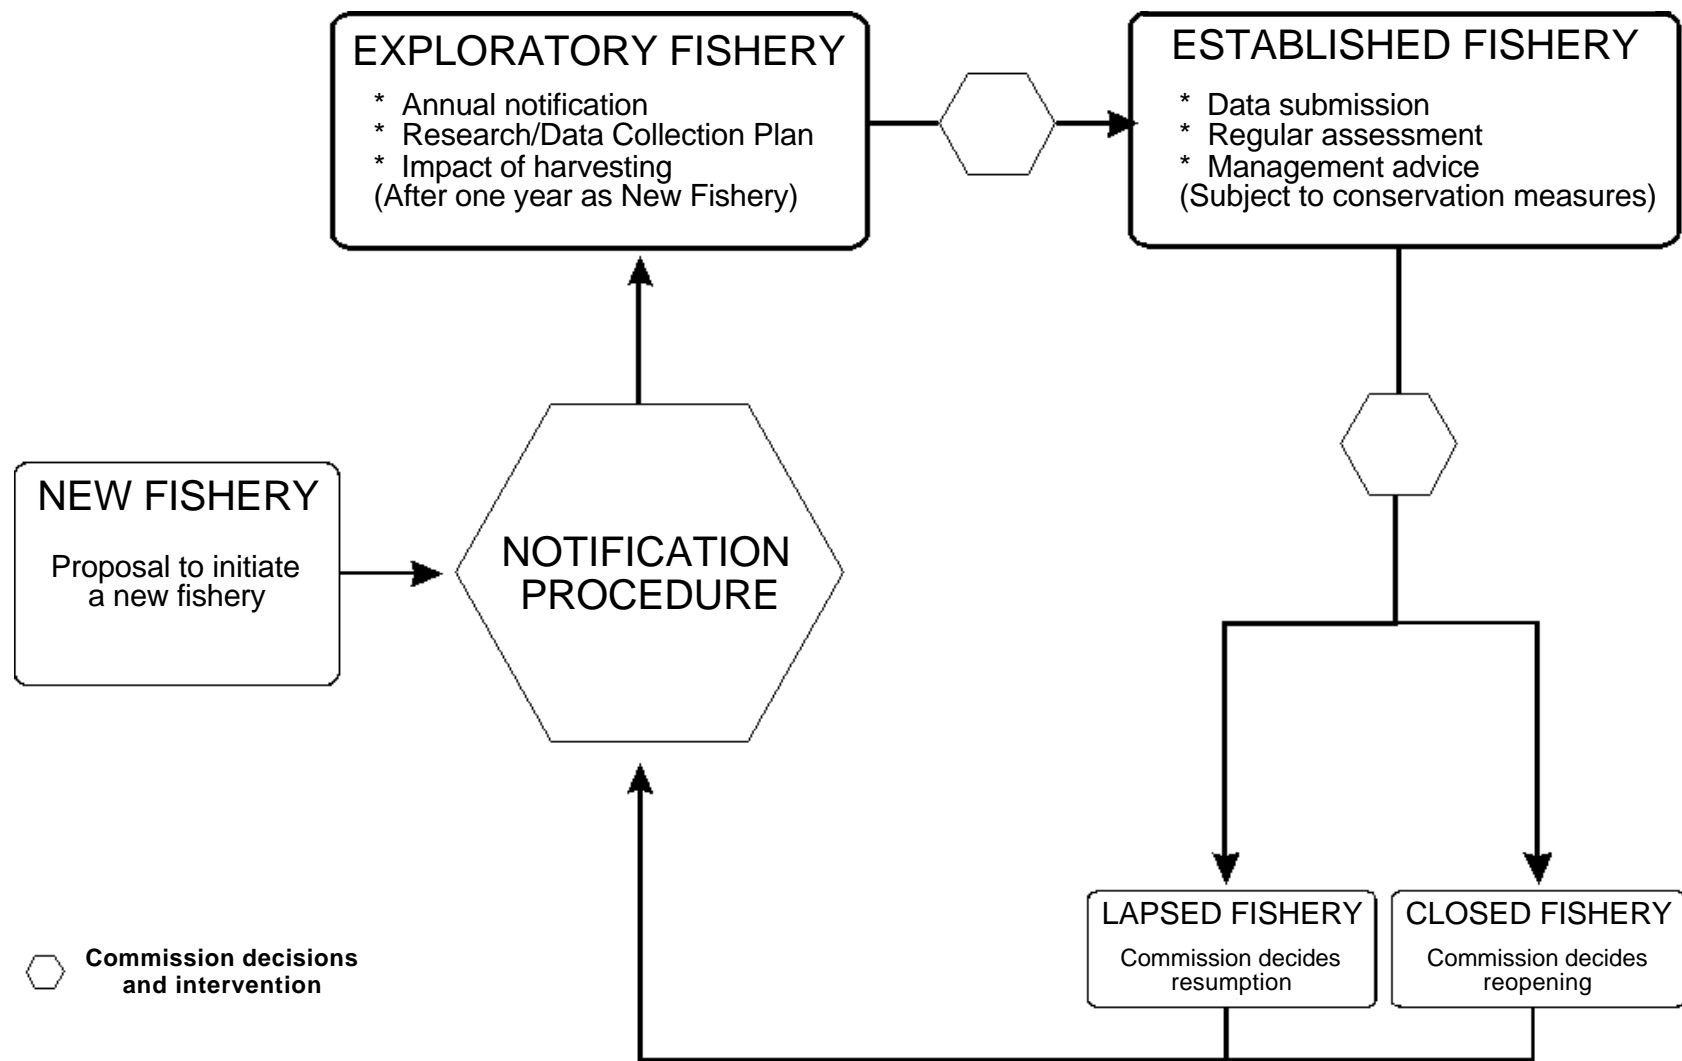 EXPLORATORY FISHERY
* Annual notification
* Research/Data Collection Plan
* Impact of harvesting
(After one year as New Fishery)
ESTABLISHED FISHERY
* Data submission
* Regular assessment
* Management advice
(Subject to conservation measures)
NEW FISHERY
Proposal to initiate
a new fishery
NOTIFICATION
PROCEDURE
LAPSED FISHERY
Commission decides
resumption
CLOSED FISHERY
Commission decides
reopening
Commission decisions
and intervention